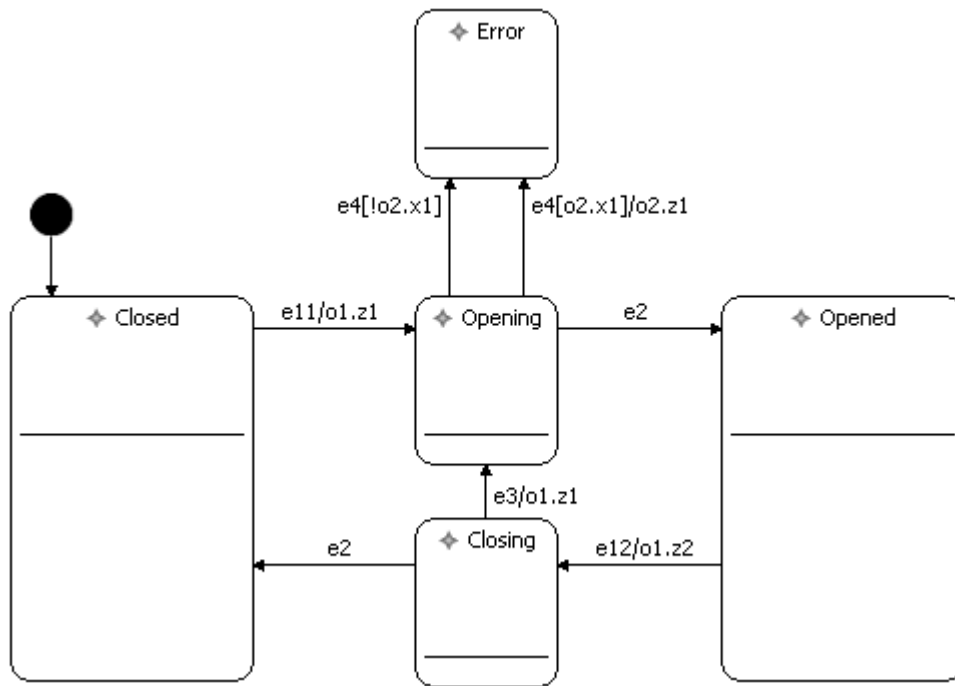 Error
e4[!o2.x1]
e4[o2.x1]/o2.z1
Closed
e11/o1.z1
Opening
e2
Opened
e3/o1.z1
e2
Closing
e12/o1.z2